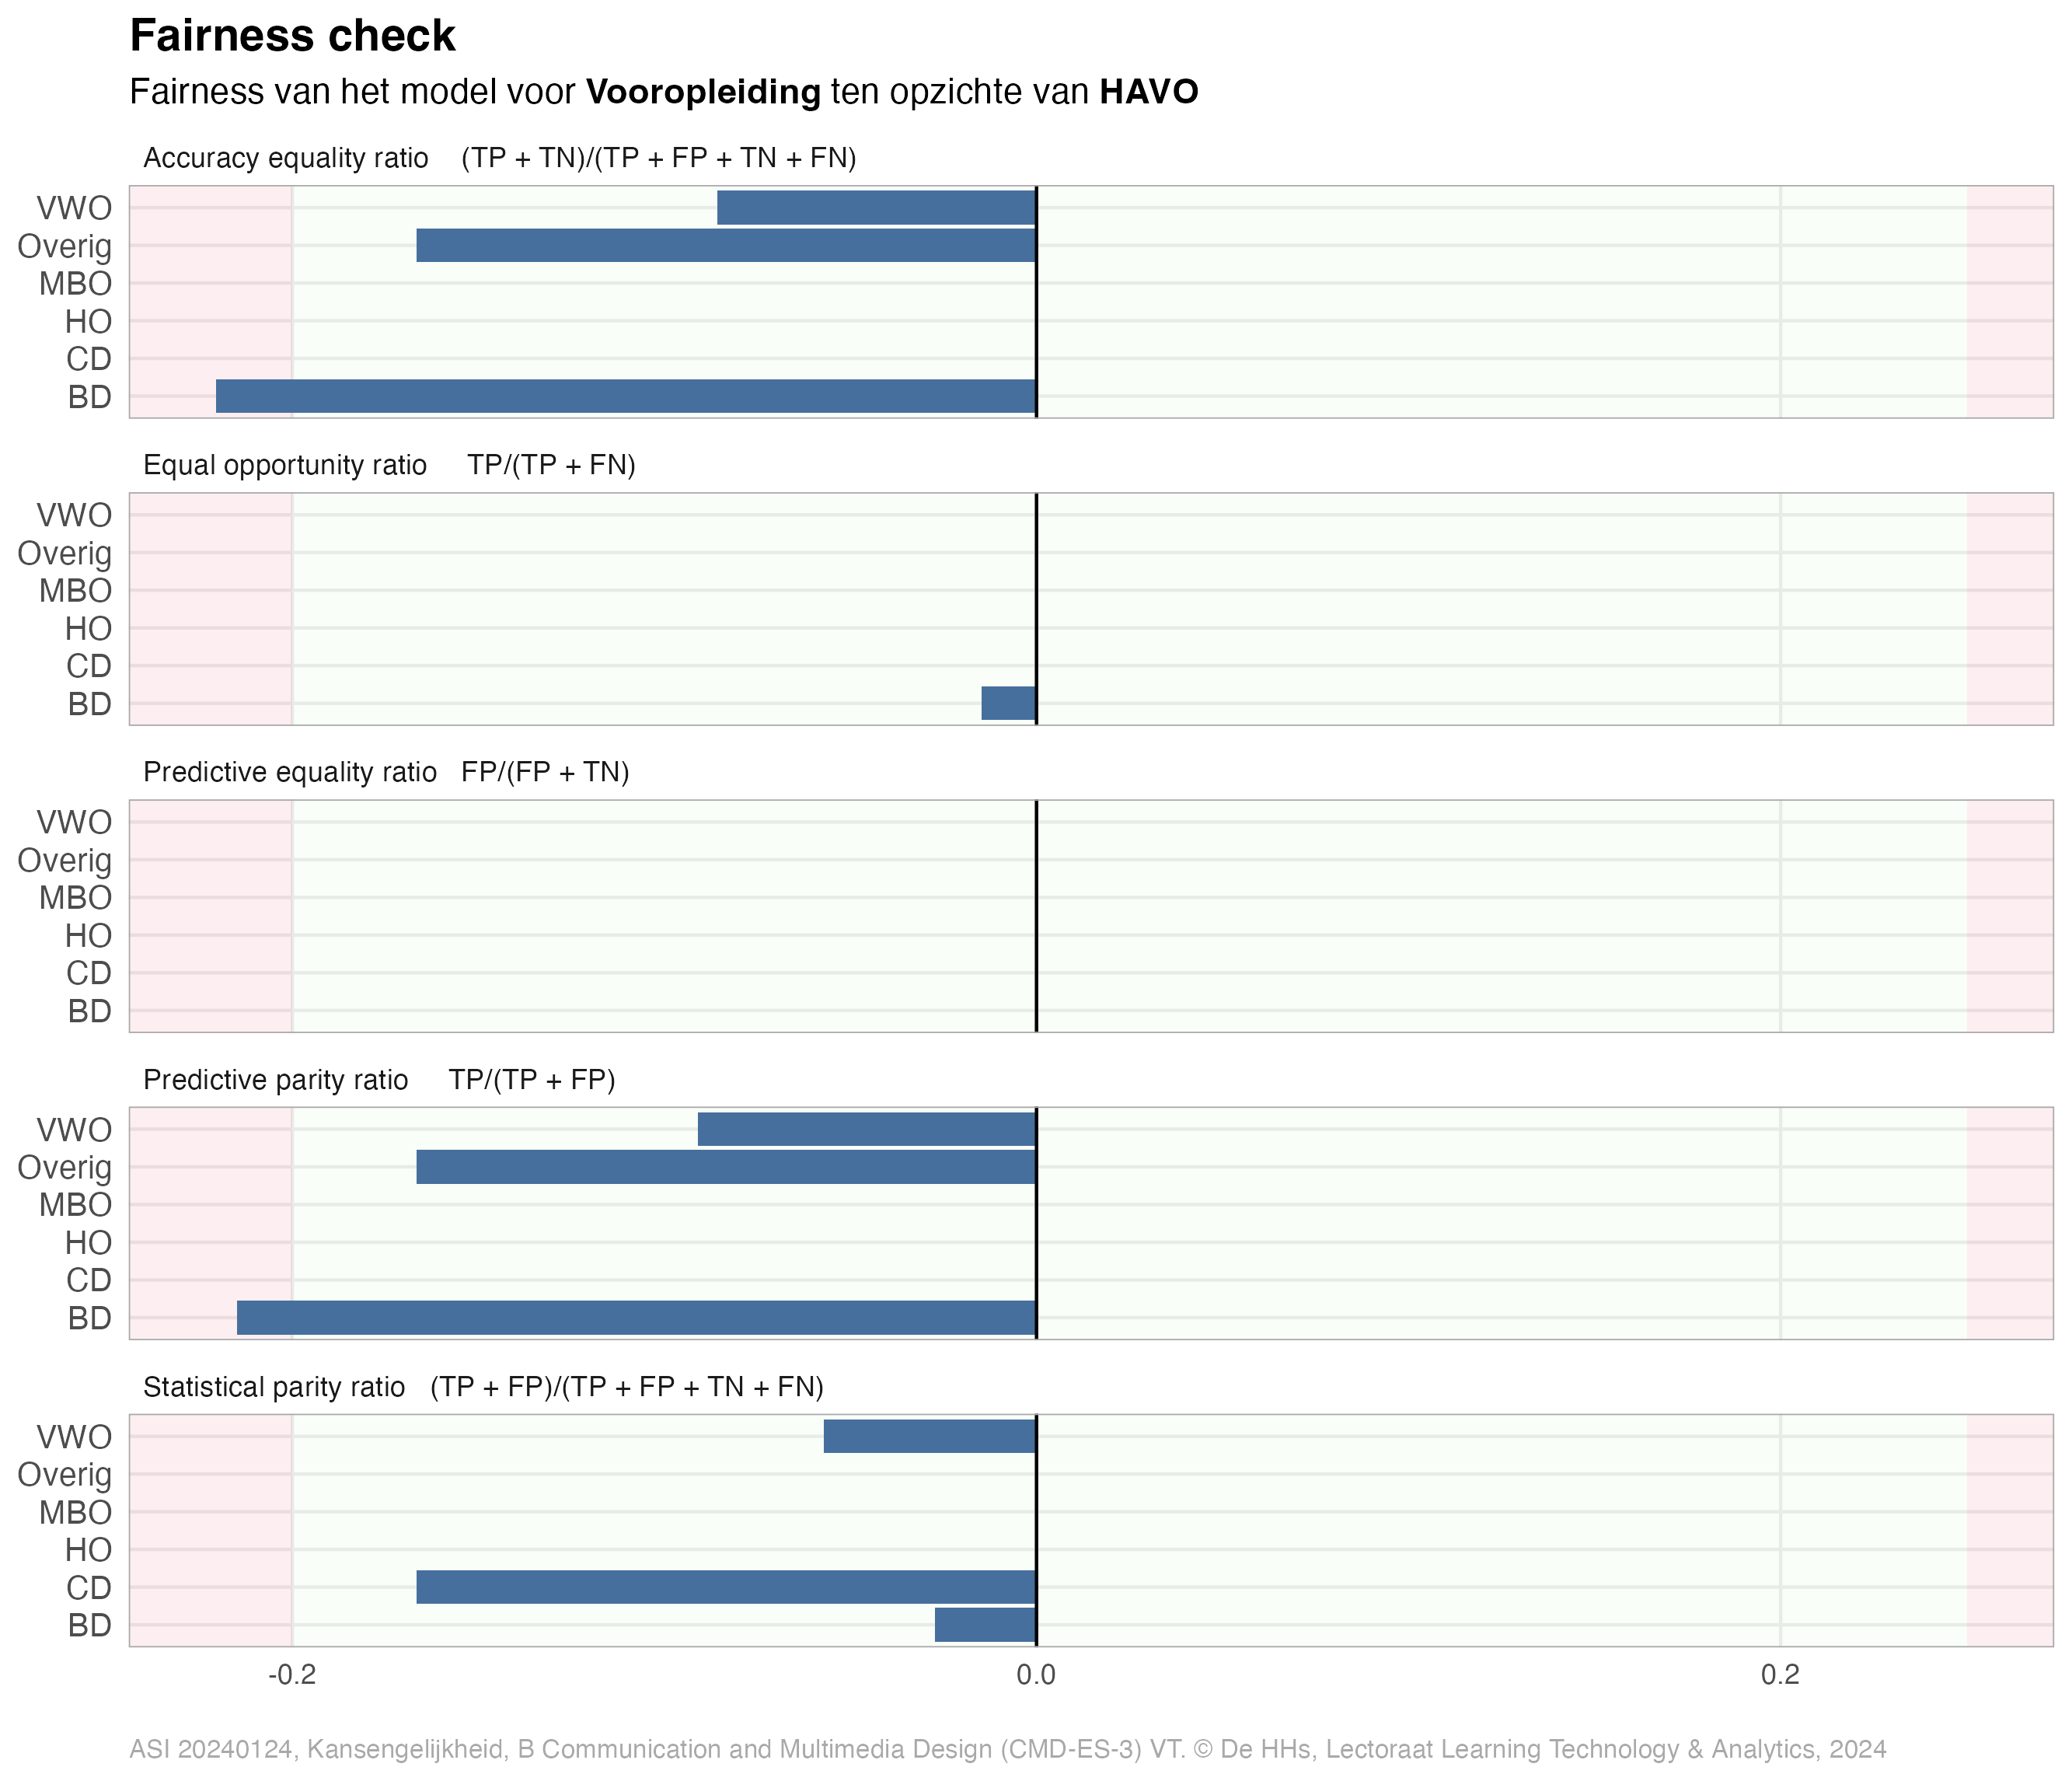 Fairness check
Fairness van het model voor Vooropleiding ten opzichte van HAVO
Accuracy equality ratio (TP + TN)/(TP + FP + TN + FN)
VWO
Overig
MBO
HO
CD
BD
Equal opportunity ratio TP/(TP + FN)
VWO
Overig
MBO
HO
CD
BD
Predictive equality ratio FP/(FP + TN)
VWO
Overig
MBO
HO
CD
BD
Predictive parity ratio TP/(TP + FP)
VWO
Overig
MBO
HO
CD
BD
Statistical parity ratio (TP + FP)/(TP + FP + TN + FN)
VWO
Overig
MBO
HO
CD
BD
-0.2 0.0 0.2
ASI 20240124, Kansengelijkheid, B Communication and Multimedia Design (CMD-ES-3) VT. © De HHs, Lectoraat Learning Technology & Analytics, 2024